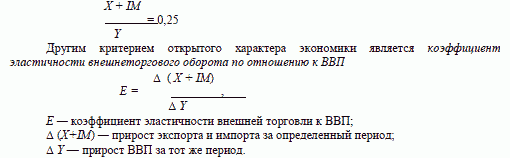 X + IM
= 0,25
Y
Другим критерием открытого характера экономики является коэффициент
эластичности внешнеторгового оборота по отношению к ВВП
Δ ( X + IM)
E = ,
Δ Y
E — коэффициент эластичности внешней торговли к ВВП;
Δ (X+IM) — прирост экспорта и импорта за определенный период;
Δ Y — прирост ВВП за тот же период.